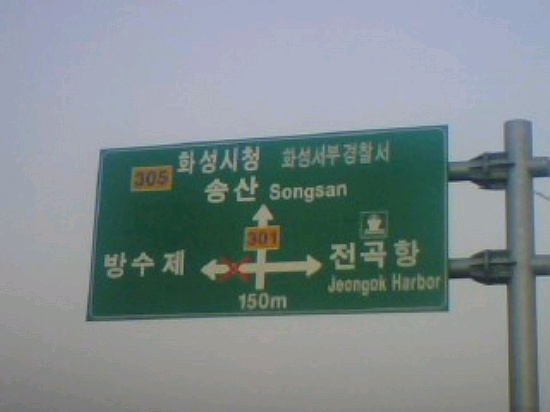 305 화성시청 화성서부경찰서
송산 Songsan
301
방수제 전곡항
Jeongok Harbor
150m